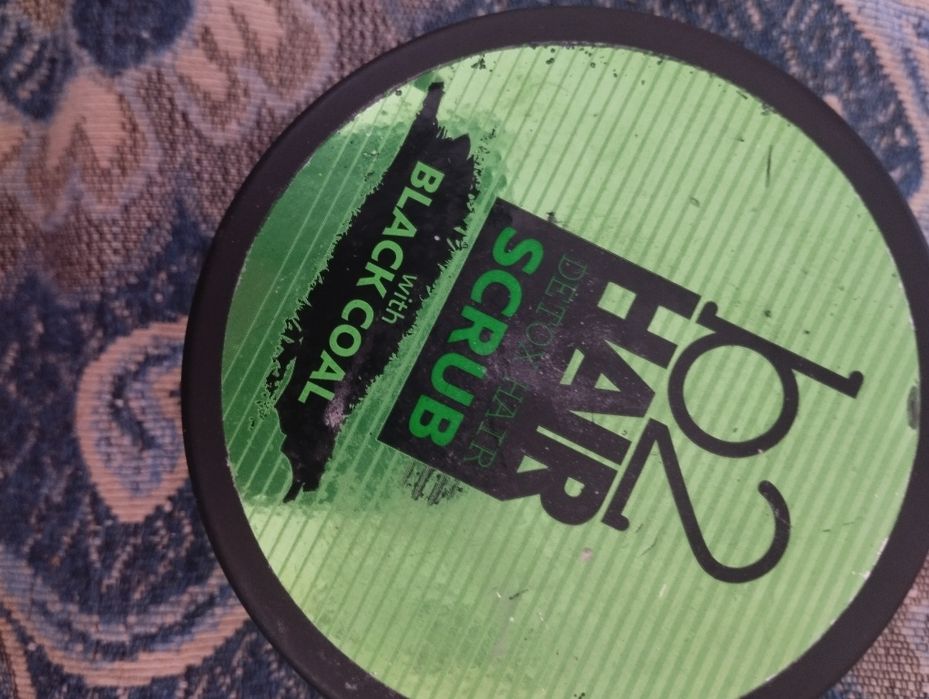 b2
HAIR
DETOX HAIR
SCRUB
with
BLACK COAL